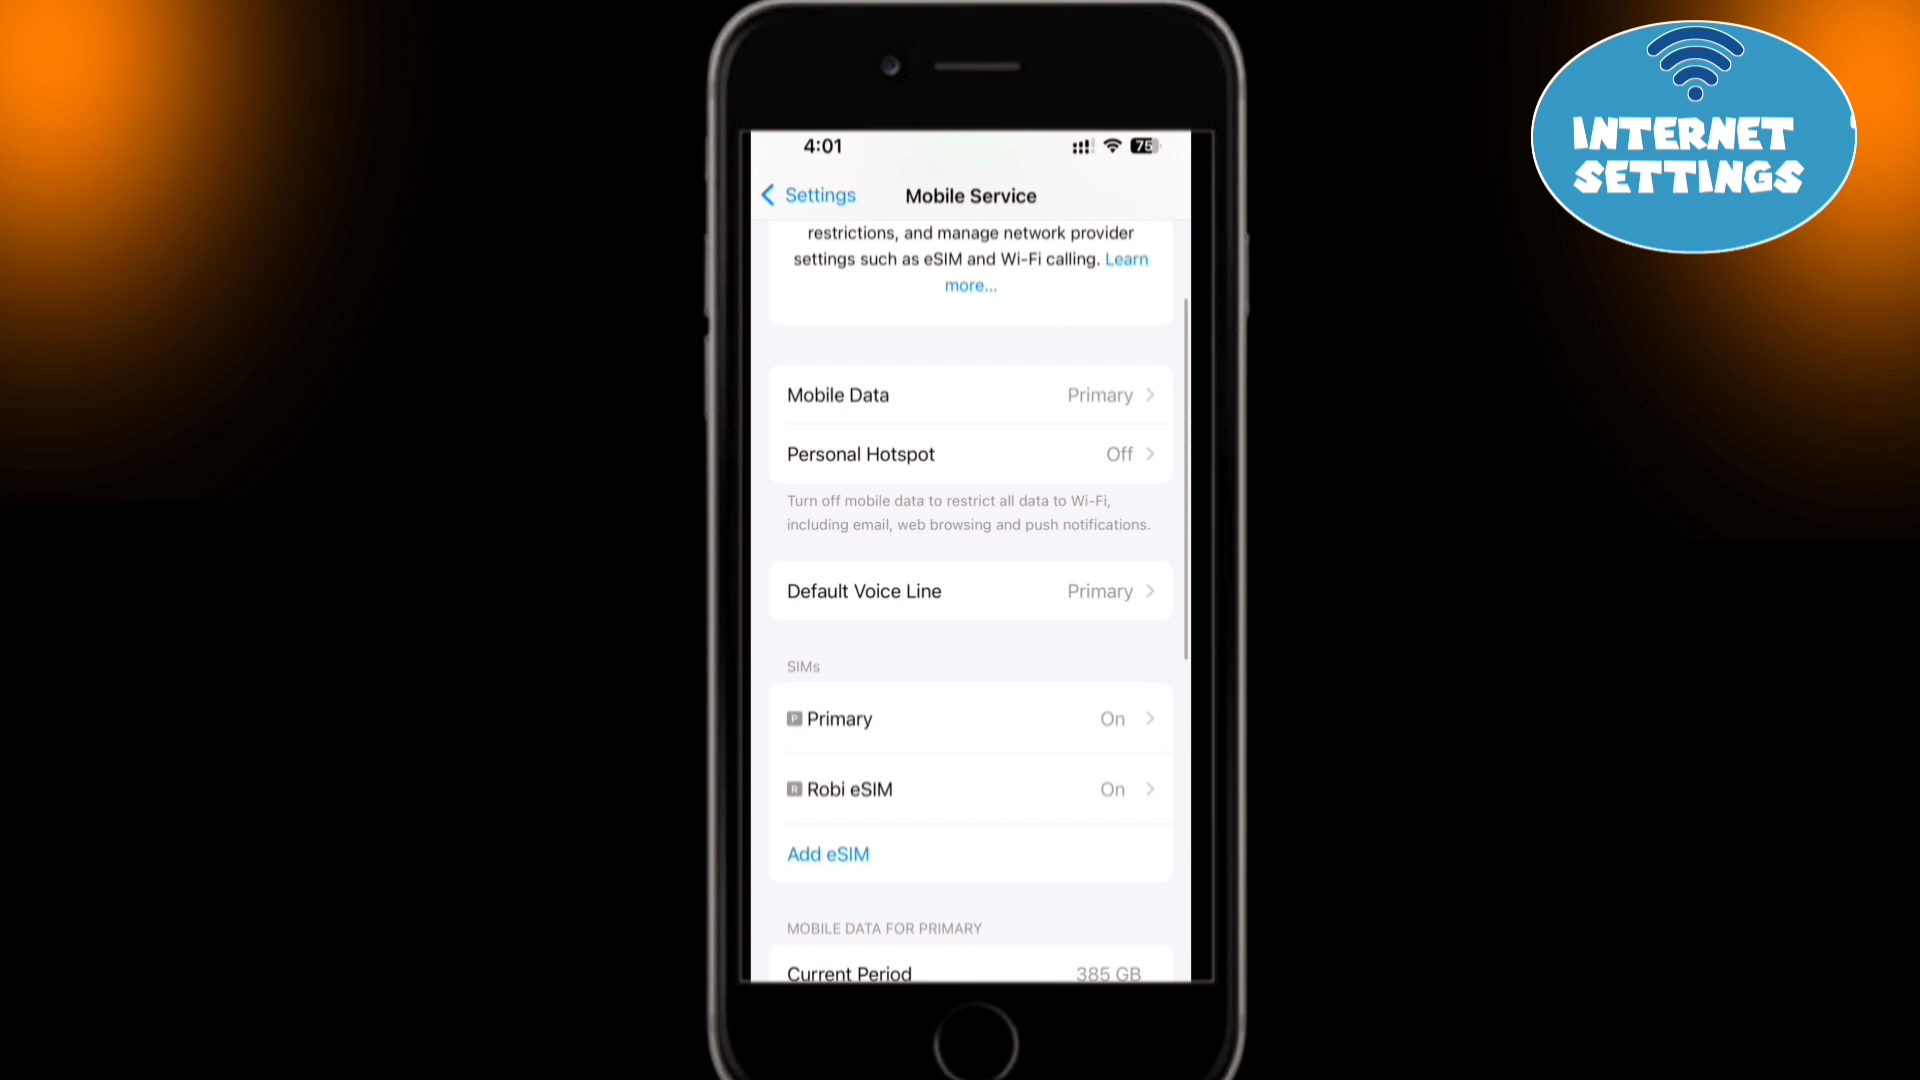 INTERNET
SETTINGS
4:01
75
Settings
Mobile Service
restrictions, and manage network provider
settings such as eSIM and Wi-Fi calling. Learn
more...
Mobile Data Primary
Personal Hotspot Off
Turn off mobile data to restrict all data to Wi-Fi,
including email, web browsing and push notifications.
Default Voice Line Primary
SIMs
P Primary On
R Robi eSIM On
Add eSIM
MOBILE DATA FOR PRIMARY
Current Period 385 GB